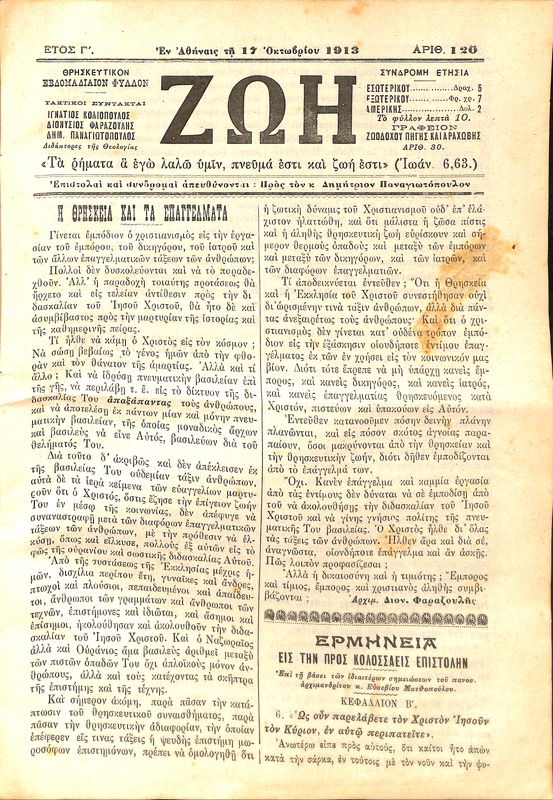 ΕΤΟΣ Γ΄.
Ἐν Ἀθήναις τῇ 17 Ὀκτωβρίου 1913
ΑΡΙΘ. 120
ΘΡΗΣΚΕΥΤΙΚΟΝ
ΕΒΔΟΜΑΔΙΑΙΟΝ ΦΥΛΛΟΝ
ΤΑΚΤΙΚΟΙ ΣΥΝΤΑΚΤΑΙ
ΙΓΝΑΤΙΟΣ ΚΟΛΙΟΠΟΥΛΟΣ
ΔΙΟΝΥΣΙΟΣ ΦΑΡΑΖΟΥΛΗΣ
ΔΗΜ. ΠΑΝΑΓΙΩΤΟΠΟΥΛΟΣ
Διδάκτορες τῆς Θεολογίας
ΖΩΗ
ΣΥΝΔΡΟΜΗ ΕΤΗΣΙΑ
ΕΣΩΤΕΡΙΚΟΥ............Δραχ. 5
ΕΞΩΤΕΡΙΚΟΥ............Φρ. χρ. 7
ΑΜΕΡΙΚΗΣ............Δολ. 2
Τὸ φύλλον λεπτὰ 10.
ΓΡΑΦΕΙΟΝ
ΖΩΟΔΟΧΟΥ ΠΗΓΗΣ ΚΑΙ ΑΡΑΧΩΒΗΣ
ΑΡΙΘ. 30.
«Τὰ ῥήματα ἃ ἐγὼ λαλῶ ὑμῖν, πνεῦμά ἐστι καὶ ζωή ἐστι» (Ἰωάν. 6,63.)
Ἐπιστολαὶ καὶ συνδρομαὶ ἀπευθύνονται : Πρὸς τὸν κ Δημήτριον Παναγιωτόπουλον
Η ΘΡΗΣΚΕΙΑ ΚΑΙ ΤΑ ΕΠΑΓΓΕΛΜΑΤΑ
Γίνεται ἐμπόδιον ὁ χριστιανισμὸς εἰς τὴν ἐργα-
σίαν τοῦ ἐμπόρου, τοῦ δικηγόρου, τοῦ ἰατροῦ καὶ
τῶν ἄλλων ἐπαγγελματικῶν τάξεων τῶν ἀνθρώπων;
Πολλοὶ δὲν δυσκολεύονται καὶ νὰ τὸ παραδε-
χθοῦν. Ἀλλ' ἡ παραδοχὴ τοιαύτης προτάσεως θὰ
ἤρχετο καὶ εἰς τελείαν ἀντίθεσιν πρὸς τὴν δι
δασκαλίαν τοῦ Ἰησοῦ Χριστοῦ, θὰ ἦτο δὲ καὶ
ἀσυμβίβαστος πρὸς τὴν μαρτυρίαν τῆς ἱστορίας καὶ
τῆς καθημερινῆς πείρας.
Τί ἦλθε νὰ κάμῃ ὁ Χριστὸς εἰς τὸν κόσμον ;
Νὰ σώσῃ βεβαίως τὸ γένος ἡμῶν ἀπὸ τὴν φθο-
ρὰν καὶ τὸν θάνατον τῆς ἁμαρτίας. Ἀλλὰ καὶ τί
ἄλλο ; Καὶ νὰ ἱδρύσῃ πνευματικὴν βασιλείαν ἐπὶ
τῆς γῆς, νὰ περιλάβῃ τ. ἔ. εἰς τὸ δίκτυον τῆς δι-
δασκαλίας Του ἀπαξάπαντας τοὺς ἀνθρώπους,
καὶ νὰ ἀποτελέσῃ ἐκ πάντων μίαν καὶ μόνην πνευ-
ματικὴν βασιλείαν, τῆς ὁποίας μοναδικὸς ἄρχων
καὶ βασιλεὺς νὰ εἶνε Αὐτός, βασιλεύων διὰ τοῦ
θελήματός Του.
Διὰ τοῦτο δ' ἀκριβῶς καὶ δὲν ἀπέκλεισεν ἐκ
τῆς βασιλείας Του οὐδεμίαν τάξιν ἀνθρώπων,
αὐτὰ δὲ τὰ ἱερὰ κείμενα τῶν εὐαγγελίων μαρτυ-
ροῦν ὅτι ὁ Χριστός, ὅστις ἔζησε τὴν ἐπίγειον ζωήν
Του ἐν μέσῳ τῆς κοινωνίας, δὲν ἀπέφυγε νὰ
συναναστραφῇ μετὰ τῶν διαφόρων ἐπαγγελματικῶν
τάξεων τῶν ἀνθρώπων, μὲ τὴν πρόθεσιν νὰ ἑλ-
κύσῃ, ὅπως καὶ εἵλκυσε, πολλοὺς ἐξ αὐτῶν εἰς τὸ
φῶς τῆς οὐρανίου καὶ σωστικῆς διδασκαλίας Αὐτοῦ.
Ἀπὸ τῆς συστάσεως τῆς Ἐκκλησίας μέχρις ἡ-
μῶν, δισχίλια περίπου ἔτη, γυναῖκες καὶ ἄνδρες,
πτωχοὶ καὶ πλούσιοι, πεπαιδευμένοι καὶ ἀπαίδευ-
τοι, ἄνθρωποι τῶν γραμμάτων καὶ ἄνθρωποι τῶν
τεχνῶν, ἐπιστήμονες καὶ ἰδιῶται, καὶ ἄσημοι καὶ
ἐπίσημοι, ἠκολούθησαν καὶ ἀκολουθοῦν τὴν διδα-
σκαλίαν τοῦ Ἰησοῦ Χριστοῦ. Καὶ ὁ Ναζωραῖος
ἀλλὰ καὶ Οὐράνιος ἅμα βασιλεὺς ἀριθμεῖ μεταξὺ
τῶν πιστῶν ὀπαδῶν Του ὄχι ἁπλοϊκοὺς μόνον ἀν-
θρώπους, ἀλλὰ καὶ τοὺς κατέχοντας τὰ σκῆπτρα
τῆς ἐπιστήμης καὶ τῆς τέχνης.
Καὶ σήμερον ἀκόμη, παρὰ πᾶσαν τὴν κατά-
πτωσιν τοῦ θρησκευτικοῦ συναισθήματος, παρὰ
πᾶσαν τὴν θρησκευτικὴν ἀδιαφορίαν, τὴν ὁποίαν
ἐπέφερεν εἴς τινας τάξεις ἡ ψευδὴς ἐπιστήμη μω-
ροσόφων ἐπιστημόνων, πρέπει νὰ ὁμολογηθῇ ὅτι
ἡ ζωτικὴ δύναμις τοῦ Χριστιανισμοῦ οὐδ' ἐπ' ἐλά-
χιστον ἠλαττώθη, καὶ ὅτι μάλιστα ἡ ζῶσα πίστις
καὶ ἡ ἀληθὴς θρησκευτικὴ ζωὴ εὑρίσκουν καὶ σή-
μερον θερμοὺς ὀπαδοὺς καὶ μεταξὺ τῶν ἐμπόρων
καὶ μεταξὺ τῶν δικηγόρων, καὶ τῶν ἰατρῶν, καὶ
τῶν διαφόρων ἐπαγγελματιῶν.
Τί ἀποδεικνύεται ἐντεῦθεν ; Ὅτι ἡ Θρησκεία
καὶ ἡ Ἐκκλησία τοῦ Χριστοῦ συνεστήθησαν οὐχὶ
δι' ὡρισμένην τινὰ τάξιν ἀνθρώπων, ἀλλὰ διὰ πάν-
τας ἀνεξαιρέτως τοὺς ἀνθρώπους· Καὶ ὅτι ὁ χρι-
στιανισμὸς δὲν γίνεται κατ' οὐδένα τρόπον ἐμπό-
διον εἰς τὴν ἐξάσκησιν οἱουδήποτε ἐντίμου ἐπαγ-
γέλματος ἐκ τῶν ἐν χρήσει εἰς τὸν κοινωνικόν μας
βίον. Διότι τότε ἔπρεπε νὰ μὴ ὑπάρχῃ κανεὶς ἔμ-
πορος, καὶ κανεὶς δικηγόρος, καὶ κανεὶς ἰατρός,
καὶ κανεὶς ἐπαγγελματίας θρησκευόμενος κατὰ
Χριστόν, πιστεύων καὶ ὑπακούων εἰς Αὐτόν.
Ἐντεῦθεν κατανοοῦμεν πόσην δεινὴν πλάνην
πλανῶνται, καὶ εἰς πόσον σκότος ἀγνοίας παρα-
παίουν, ὅσοι μακρύνονται ἀπὸ τὴν θρησκείαν καὶ
τὴν θρησκευτικὴν ζωήν, διότι δῆθεν ἐμποδίζονται
ἀπὸ τὸ ἐπάγγελμά των.
Ὄχι. Κανὲν ἐπάγγελμα καὶ καμμία ἐργασία
ἀπὸ τὰς ἐντίμους δὲν δύναται νὰ σὲ ἐμποδίσῃ ἀπὸ
τοῦ νὰ ἀκολουθήσῃς τὴν διδασκαλίαν τοῦ Ἰησοῦ
Χριστοῦ καὶ νὰ γίνῃς γνήσιος πολίτης τῆς πνευ-
ματικῆς Του βασιλείας. Ὁ Χριστὸς ἦλθε δι' ὅλας
τὰς τάξεις τῶν ἀνθρώπων. Ἦλθεν ἄρα καὶ διὰ σέ,
ἀναγνῶστα, οἱονδήποτε ἐπάγγελμα καὶ ἂν ἀσκῇς.
Πῶς λοιπὸν προφασίζεσαι ;
Ἀλλὰ ἡ δικαιοσύνη καὶ ἡ τιμιότης ; Ἔμπορος
καὶ τίμιος, ἔμπορος καὶ χριστιανὸς ἀληθὴς συμβι-
βάζονται ;
Ἀρχιμ. Διον. Φαραζουλῆς
ΕΡΜΗΝΕΙΑ
ΕΙΣ ΤΗΝ ΠΡΟΣ ΚΟΛΟΣΣΑΕΙΣ ΕΠΙΣΤΟΛΗΝ
Ἐπὶ τῇ βάσει τῶν ἰδιαιτέρων σημειώσεων τοῦ πανοσ.
ἀρχιμανδρίτου κ. Εὐσεβίου Ματθοπούλου.
ΚΕΦΑΛΑΙΟΝ Β΄.
6. «Ὡς οὖν παρελάβετε τὸν Χριστὸν Ἰησοῦν
τὸν Κύριον, ἐν αὐτῷ περιπατεῖτε».
Ἀνωτέρω εἶπε πρὸς αὐτούς, ὅτι καίτοι ἦτο ἀπὼν
κατὰ τὴν σάρκα, ἐν τούτοις μὲ τὸν νοῦν καὶ τὴν ψυ-